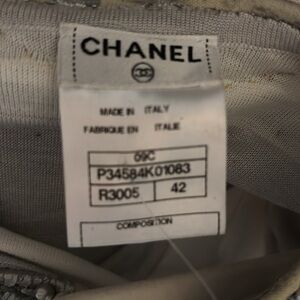 CHANEL
MADE IN ITALY
FABRIQUE EN ITALIE
09C
P34584K01083
R3005 42
COMPOSITION